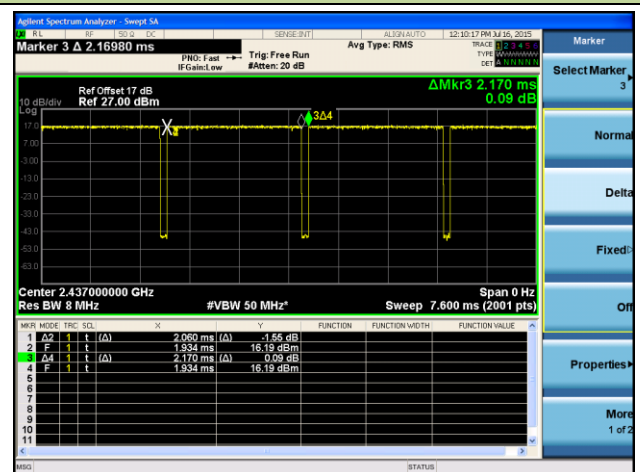 Agilent Spectrum Analyzer - Swept SA
RL RF 50 Ω DC SENSE:INT ALIGN AUTO 12:10:17 PM Jul 16, 2015
Marker 3 Δ 2.16980 ms
PNO: Fast
IFGain:Low
Trig: Free Run
#Atten: 20 dB
Avg Type: RMS
TRACE 1 2 3 4 5 6
TYPE
DET A N N N N N
Marker
Select Marker
3
Normal
Delta
Fixed
Off
Properties
More
1 of 2
ΔMkr3 2.170 ms
0.09 dB
Ref Offset 17 dB
10 dB/div Ref 27.00 dBm
Log
17.0
7.00
-3.00
-13.0
-23.0
-33.0
-43.0
-53.0
-63.0
3Δ4
Center 2.437000000 GHz Span 0 Hz
Res BW 8 MHz #VBW 50 MHz* Sweep 7.600 ms (2001 pts)
MKR MODE TRC SCL X Y FUNCTION FUNCTION WIDTH FUNCTION VALUE
1 Δ2 1 t (Δ) 2.060 ms (Δ) -1.55 dB
2 F 1 t 1.934 ms 16.19 dBm
3 Δ4 1 t (Δ) 2.170 ms (Δ) 0.09 dB
4 F 1 t 1.934 ms 16.19 dBm
5
6
7
8
9
10
11
MSG STATUS